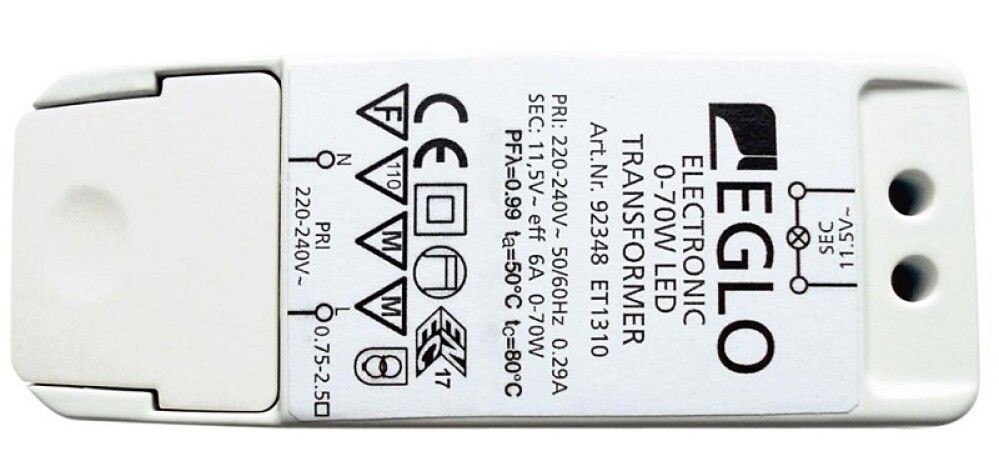 EGLO
0-70W LED
ELECTRONIC
TRANSFORMER
Art.Nr. 92348 ET1310
PRI: 220-240V~ 50/60Hz 0.29A
SEC: 11,5V~ eff 6A 0-70W
PFλ=0.99 ta=50°C tc=80°C
CE
ENEC 17
F 110 M M
N PRI L
220-240V~
0.75-2.5□
SEC
~ 11.5V